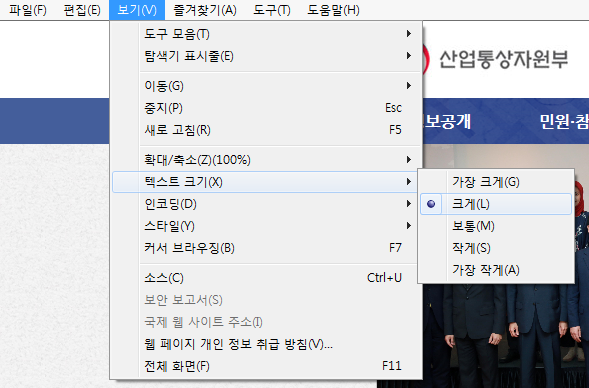 파일(F) 편집(E) 보기(V) 즐겨찾기(A) 도구(T) 도움말(H)
도구 모음(T)
탐색기 표시줄(E)
이동(G)
중지(P) Esc
새로 고침(R) F5
확대/축소(Z)(100%)
텍스트 크기(X)
인코딩(D)
스타일(Y)
커서 브라우징(B) F7
소스(C) Ctrl+U
보안 보고서(S)
국제 웹 사이트 주소(I)
웹 페이지 개인 정보 취급 방침(V)...
전체 화면(F) F11
가장 크게(G)
크게(L)
보통(M)
작게(S)
가장 작게(A)
산업통상자원부
보공개 민원·참